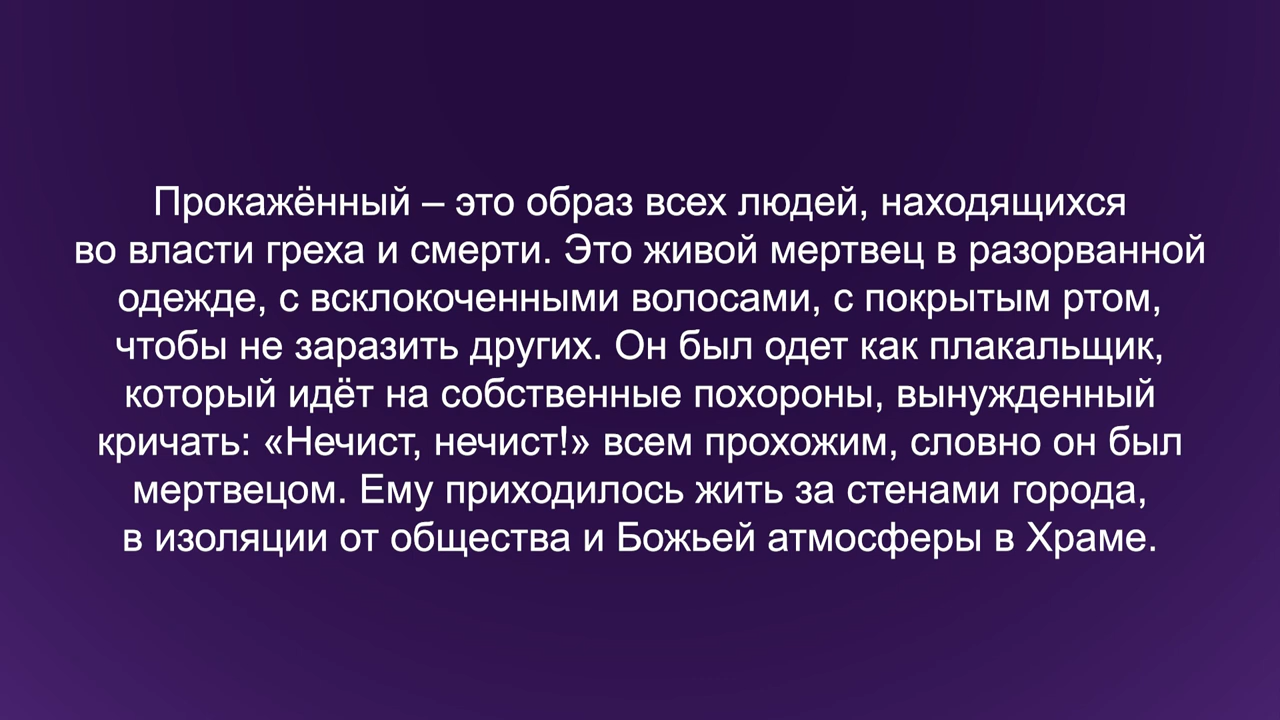 Прокажённый – это образ всех людей, находящихся
во власти греха и смерти. Это живой мертвец в разорванной
одежде, с всклокоченными волосами, с покрытым ртом,
чтобы не заразить других. Он был одет как плакальщик,
который идёт на собственные похороны, вынужденный
кричать: «Нечист, нечист!» всем прохожим, словно он был
мертвецом. Ему приходилось жить за стенами города,
в изоляции от общества и Божьей атмосферы в Храме.